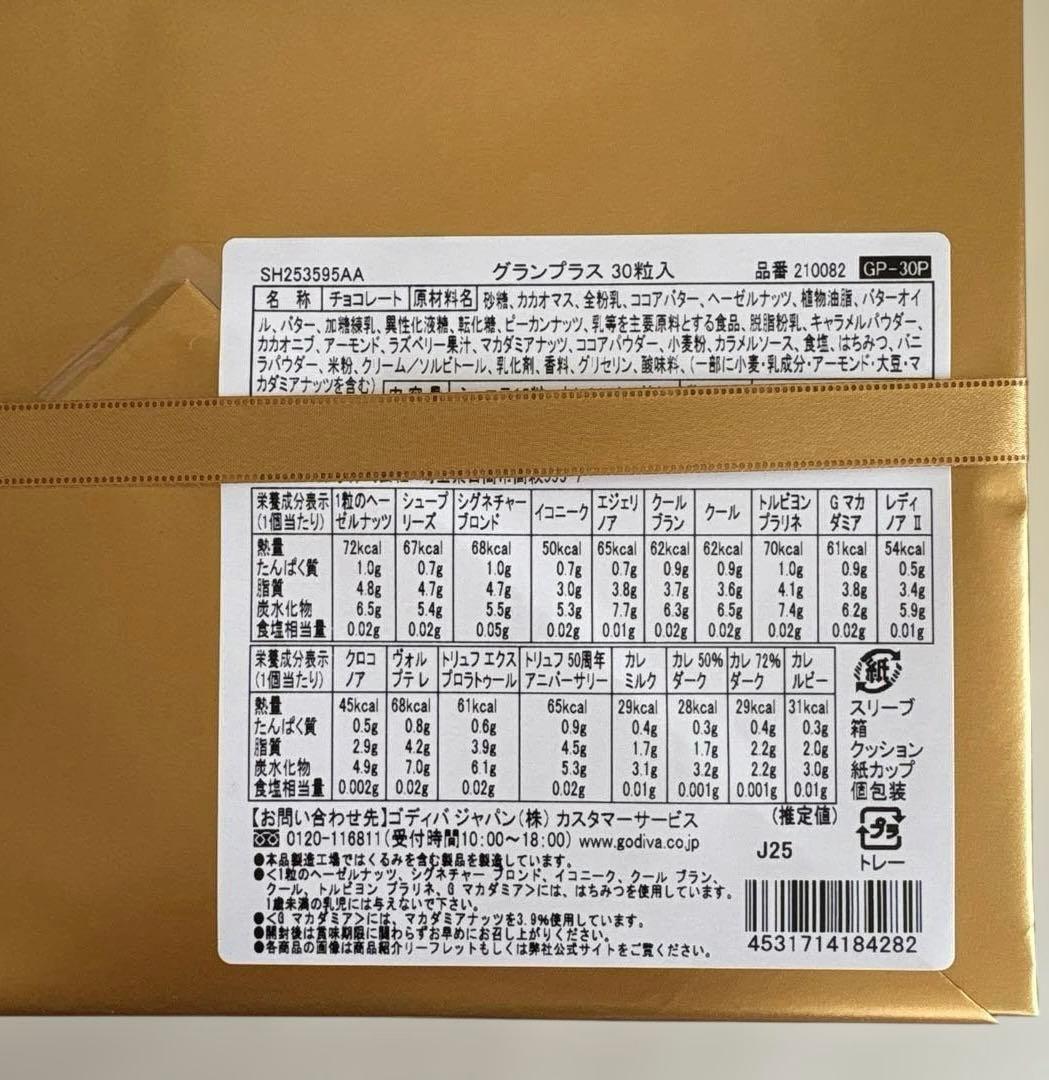 SH253595AA グランプラス 30粒入 品番 210082 GP-30P
名 称 チョコレート 原材料名 砂糖、カカオマス、全粉乳、ココアバター、ヘーゼルナッツ、植物油脂、バターオイ
ル、バター、加糖練乳、異性化液糖、転化糖、ピーカンナッツ、乳等を主要原料とする食品、脱脂粉乳、キャラメルパウダー、
カカオニブ、アーモンド、ラズベリー果汁、マカダミアナッツ、ココアパウダー、小麦粉、カラメルソース、食塩、はちみつ、バニ
ラパウダー、米粉、クリーム/ソルビトール、乳化剤、香料、グリセリン、酸味料、(一部に小麦・乳成分・アーモンド・大豆・マ
カダミアナッツを含む)
栄養成分表示 1粒のヘー シュープ シグネチャー イコニーク エジェリ クール クール トルビヨン G マカ レディ
(1個当たり) ゼルナッツ リーズ ブロンド ノア ブラン プラリネ ダミア ノア Ⅱ
熱量 72kcal 67kcal 68kcal 50kcal 65kcal 62kcal 62kcal 70kcal 61kcal 54kcal
たんぱく質 1.0g 0.7g 1.0g 0.7g 0.7g 0.9g 0.9g 1.0g 0.9g 0.5g
脂質 4.8g 4.7g 4.7g 3.0g 3.8g 3.7g 3.6g 4.1g 3.8g 3.4g
炭水化物 6.5g 5.4g 5.5g 5.3g 7.7g 6.3g 6.5g 7.4g 6.2g 5.9g
食塩相当量 0.02g 0.02g 0.05g 0.02g 0.01g 0.02g 0.02g 0.02g 0.02g 0.01g
栄養成分表示 クロコ ヴォル トリュフ エクス トリュフ 50周年 カレ カレ 50% カレ 72% カレ
(1個当たり) ノア プテ レ プロラトゥール アニバーサリー ミルク ダーク ダーク ルビー
熱量 45kcal 68kcal 61kcal 65kcal 29kcal 28kcal 29kcal 31kcal
たんぱく質 0.5g 0.8g 0.6g 0.9g 0.4g 0.3g 0.4g 0.3g
脂質 2.9g 4.2g 3.9g 4.5g 1.7g 1.7g 2.2g 2.0g
炭水化物 4.9g 7.0g 6.1g 5.3g 3.1g 3.2g 2.2g 3.0g
食塩相当量 0.002g 0.02g 0.02g 0.02g 0.01g 0.001g 0.001g 0.01g
(推定値)
紙
スリーブ
箱
クッション
紙カップ
個包装
プラ
トレー
【お問い合わせ先】ゴディバ ジャパン(株) カスタマーサービス
0120-116811(受付時間10:00～18:00) www.godiva.co.jp
J25
●本品製造工場ではくるみを含む製品を製造しています。
●<1粒のヘーゼルナッツ、シグネチャー ブロンド、イコニーク、クール ブラン、
クール、トルビヨン プラリネ、G マカダミア>には、はちみつを使用しています。
1歳未満の乳児には与えないで下さい。
●<G マカダミア>には、マカダミアナッツを3.9%使用しています。
●開封後は賞味期限に関わらずお早めにお召し上がりください。
●各商品の画像は商品紹介リーフレットもしくは弊社公式サイトをご覧ください。
4531714184282